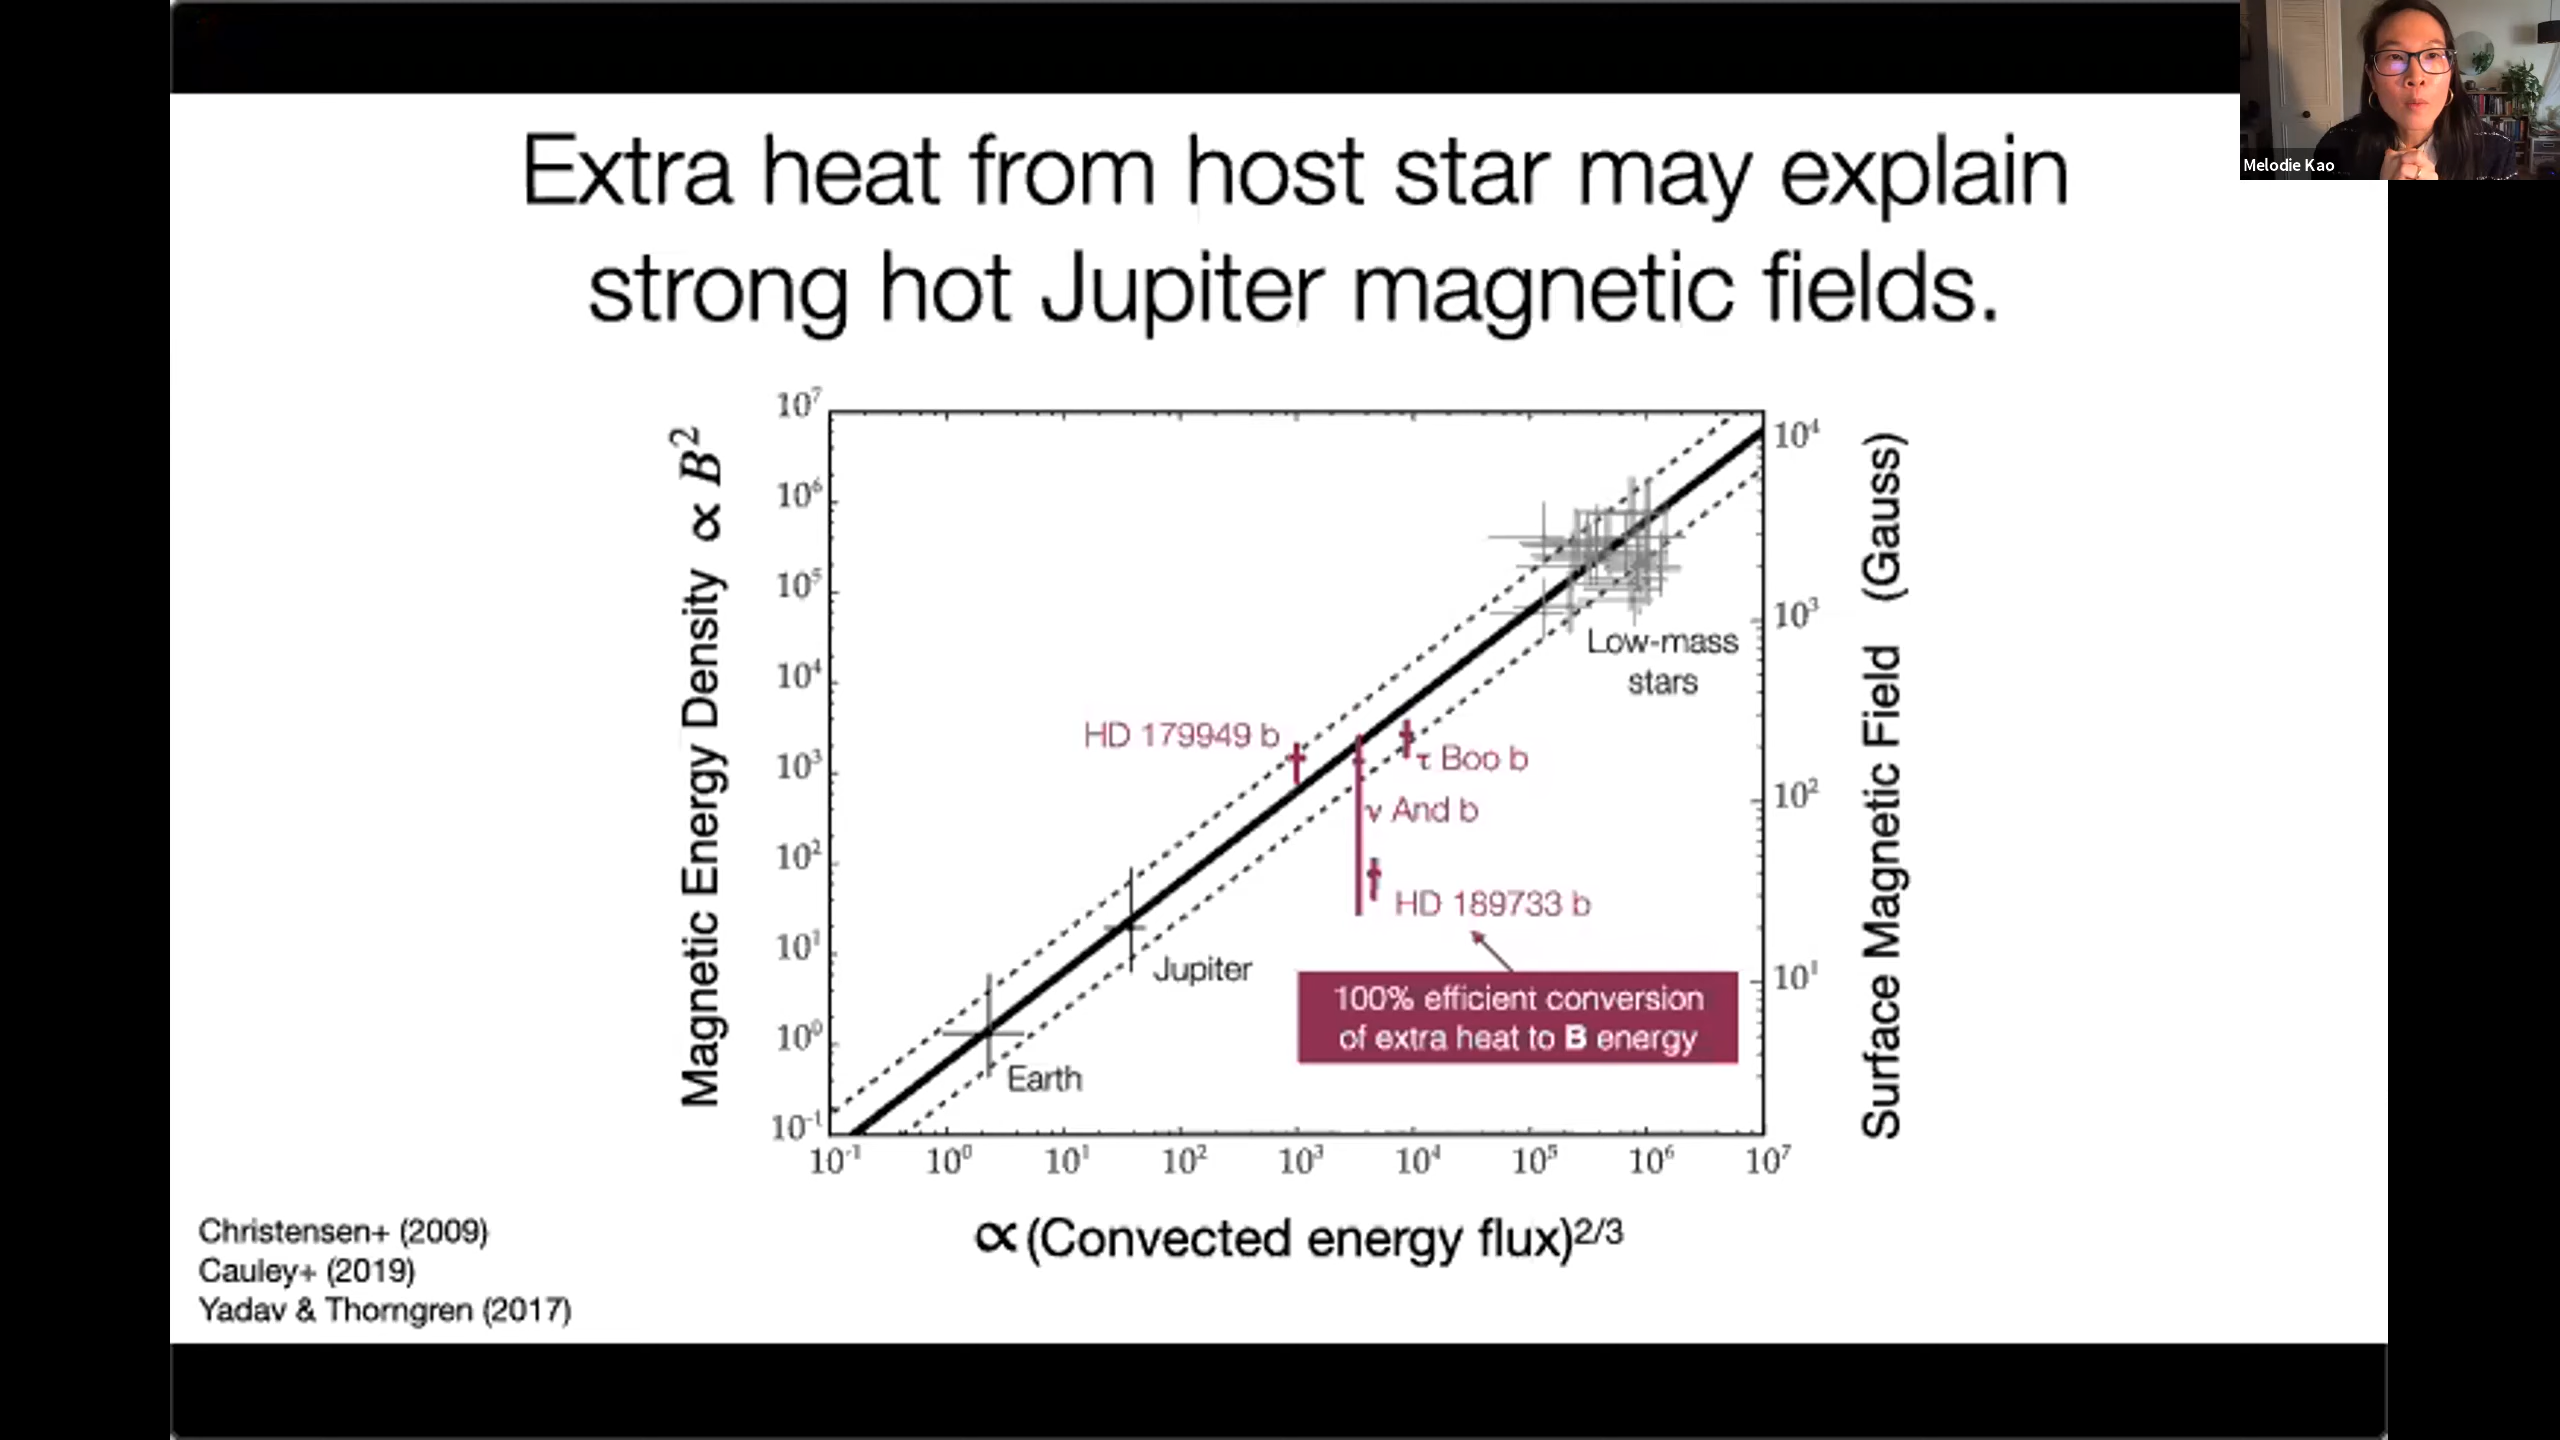 Melodie Kao
Extra heat from host star may explain
strong hot Jupiter magnetic fields.
Magnetic Energy Density ∝ B²
10⁷
10⁶
10⁵
10⁴
10³
10²
10¹
10⁰
10⁻¹
HD 179949 b
τ Boo b
ν And b
HD 189733 b
Low-mass
stars
Jupiter
Earth
100% efficient conversion
of extra heat to B energy
10⁴
10³
10²
10¹
Surface Magnetic Field (Gauss)
10⁻¹ 10⁰ 10¹ 10² 10³ 10⁴ 10⁵ 10⁶ 10⁷
∝ (Convected energy flux)²ᐟ³
Christensen+ (2009)
Cauley+ (2019)
Yadav & Thorngren (2017)